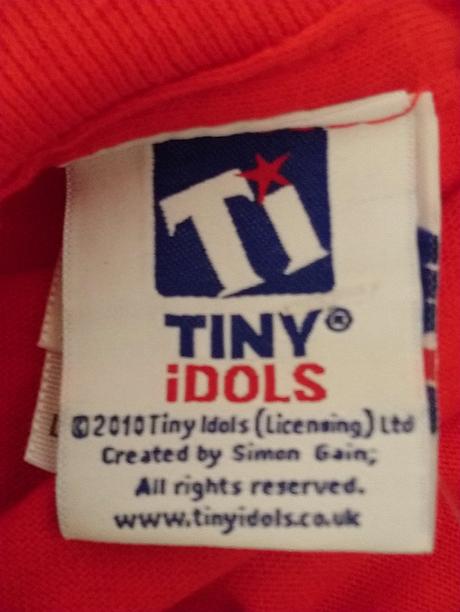 Ti
TINY®
iDOLS
©2010 Tiny Idols (Licensing) Ltd
Created by Simon Gain;
All rights reserved.
www.tinyidols.co.uk